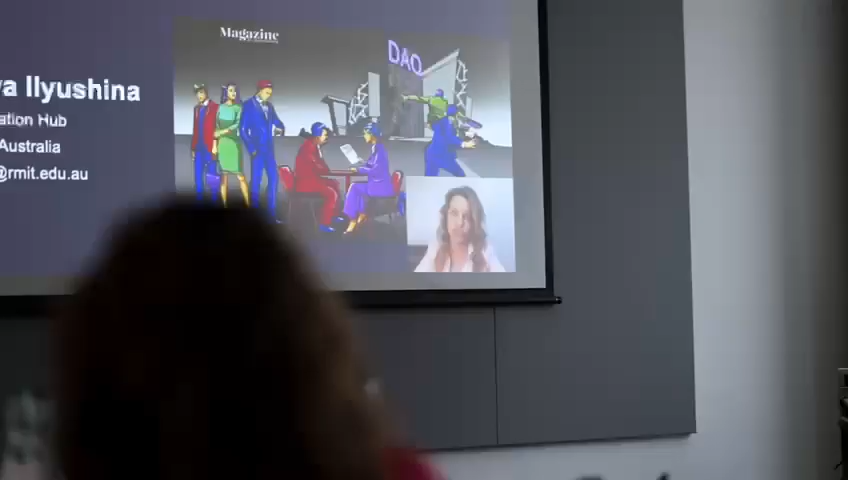 Magazine
DAO
a Ilyushina
ation Hub
Australia
@rmit.edu.au